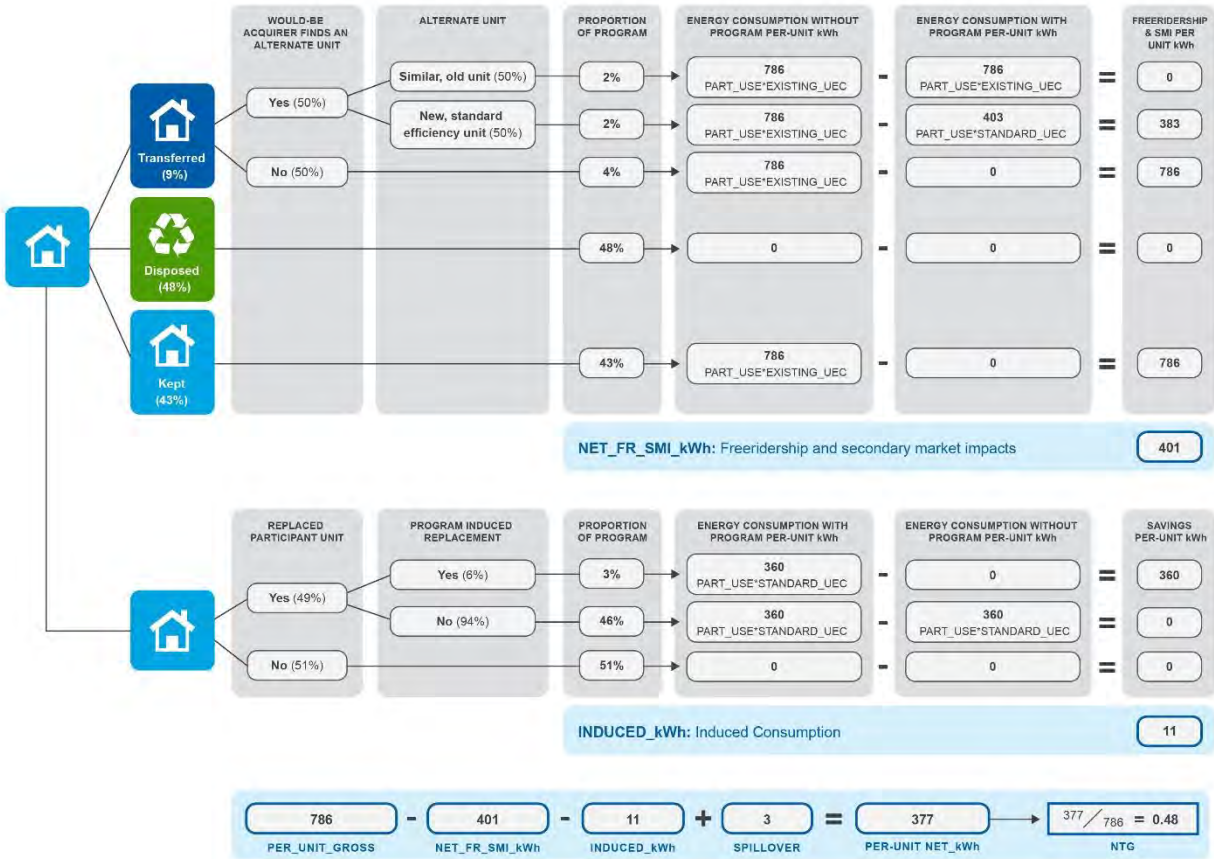 WOULD-BE
ACQUIRER FINDS AN
ALTERNATE UNIT
ALTERNATE UNIT
PROPORTION
OF PROGRAM
ENERGY CONSUMPTION WITHOUT
PROGRAM PER-UNIT kWh
ENERGY CONSUMPTION WITH
PROGRAM PER-UNIT kWh
FREERIDERSHIP
& SMI PER
UNIT kWh
Transferred
(9%)
Yes (50%)
Similar, old unit (50%)
2%
786
PART_USE*EXISTING_UEC
-
786
PART_USE*EXISTING_UEC
=
0
New, standard
efficiency unit (50%)
2%
786
PART_USE*EXISTING_UEC
-
403
PART_USE*STANDARD_UEC
=
383
No (50%)
4%
786
PART_USE*EXISTING_UEC
-
0
=
786
Disposed
(48%)
48%
0
-
0
=
0
Kept
(43%)
43%
786
PART_USE*EXISTING_UEC
-
0
=
786
NET_FR_SMI_kWh: Freeridership and secondary market impacts
401
REPLACED
PARTICIPANT UNIT
PROGRAM INDUCED
REPLACEMENT
PROPORTION
OF PROGRAM
ENERGY CONSUMPTION WITH
PROGRAM PER-UNIT kWh
ENERGY CONSUMPTION WITHOUT
PROGRAM PER-UNIT kWh
SAVINGS
PER-UNIT kWh
Yes (49%)
Yes (6%)
3%
360
PART_USE*STANDARD_UEC
-
0
=
360
No (94%)
46%
360
PART_USE*STANDARD_UEC
-
360
PART_USE*STANDARD_UEC
=
0
No (51%)
51%
0
-
0
=
0
INDUCED_kWh: Induced Consumption
11
786 - 401 - 11 + 3 = 377
377/786 = 0.48
PER_UNIT_GROSS
NET_FR_SMI_kWh
INDUCED_kWh
SPILLOVER
PER-UNIT NET_kWh
NTG